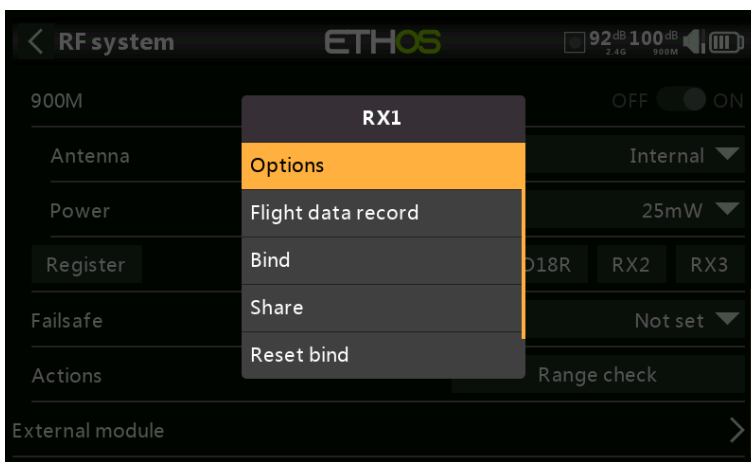 RF system
ETHOS
92dB 2.4G 100dB 900M
900M
OFF ON
RX1
Antenna
Internal
Options
Power
25mW
Flight data record
Register
Bind
D18R RX2 RX3
Failsafe
Share
Not set
Reset bind
Actions
Range check
External module